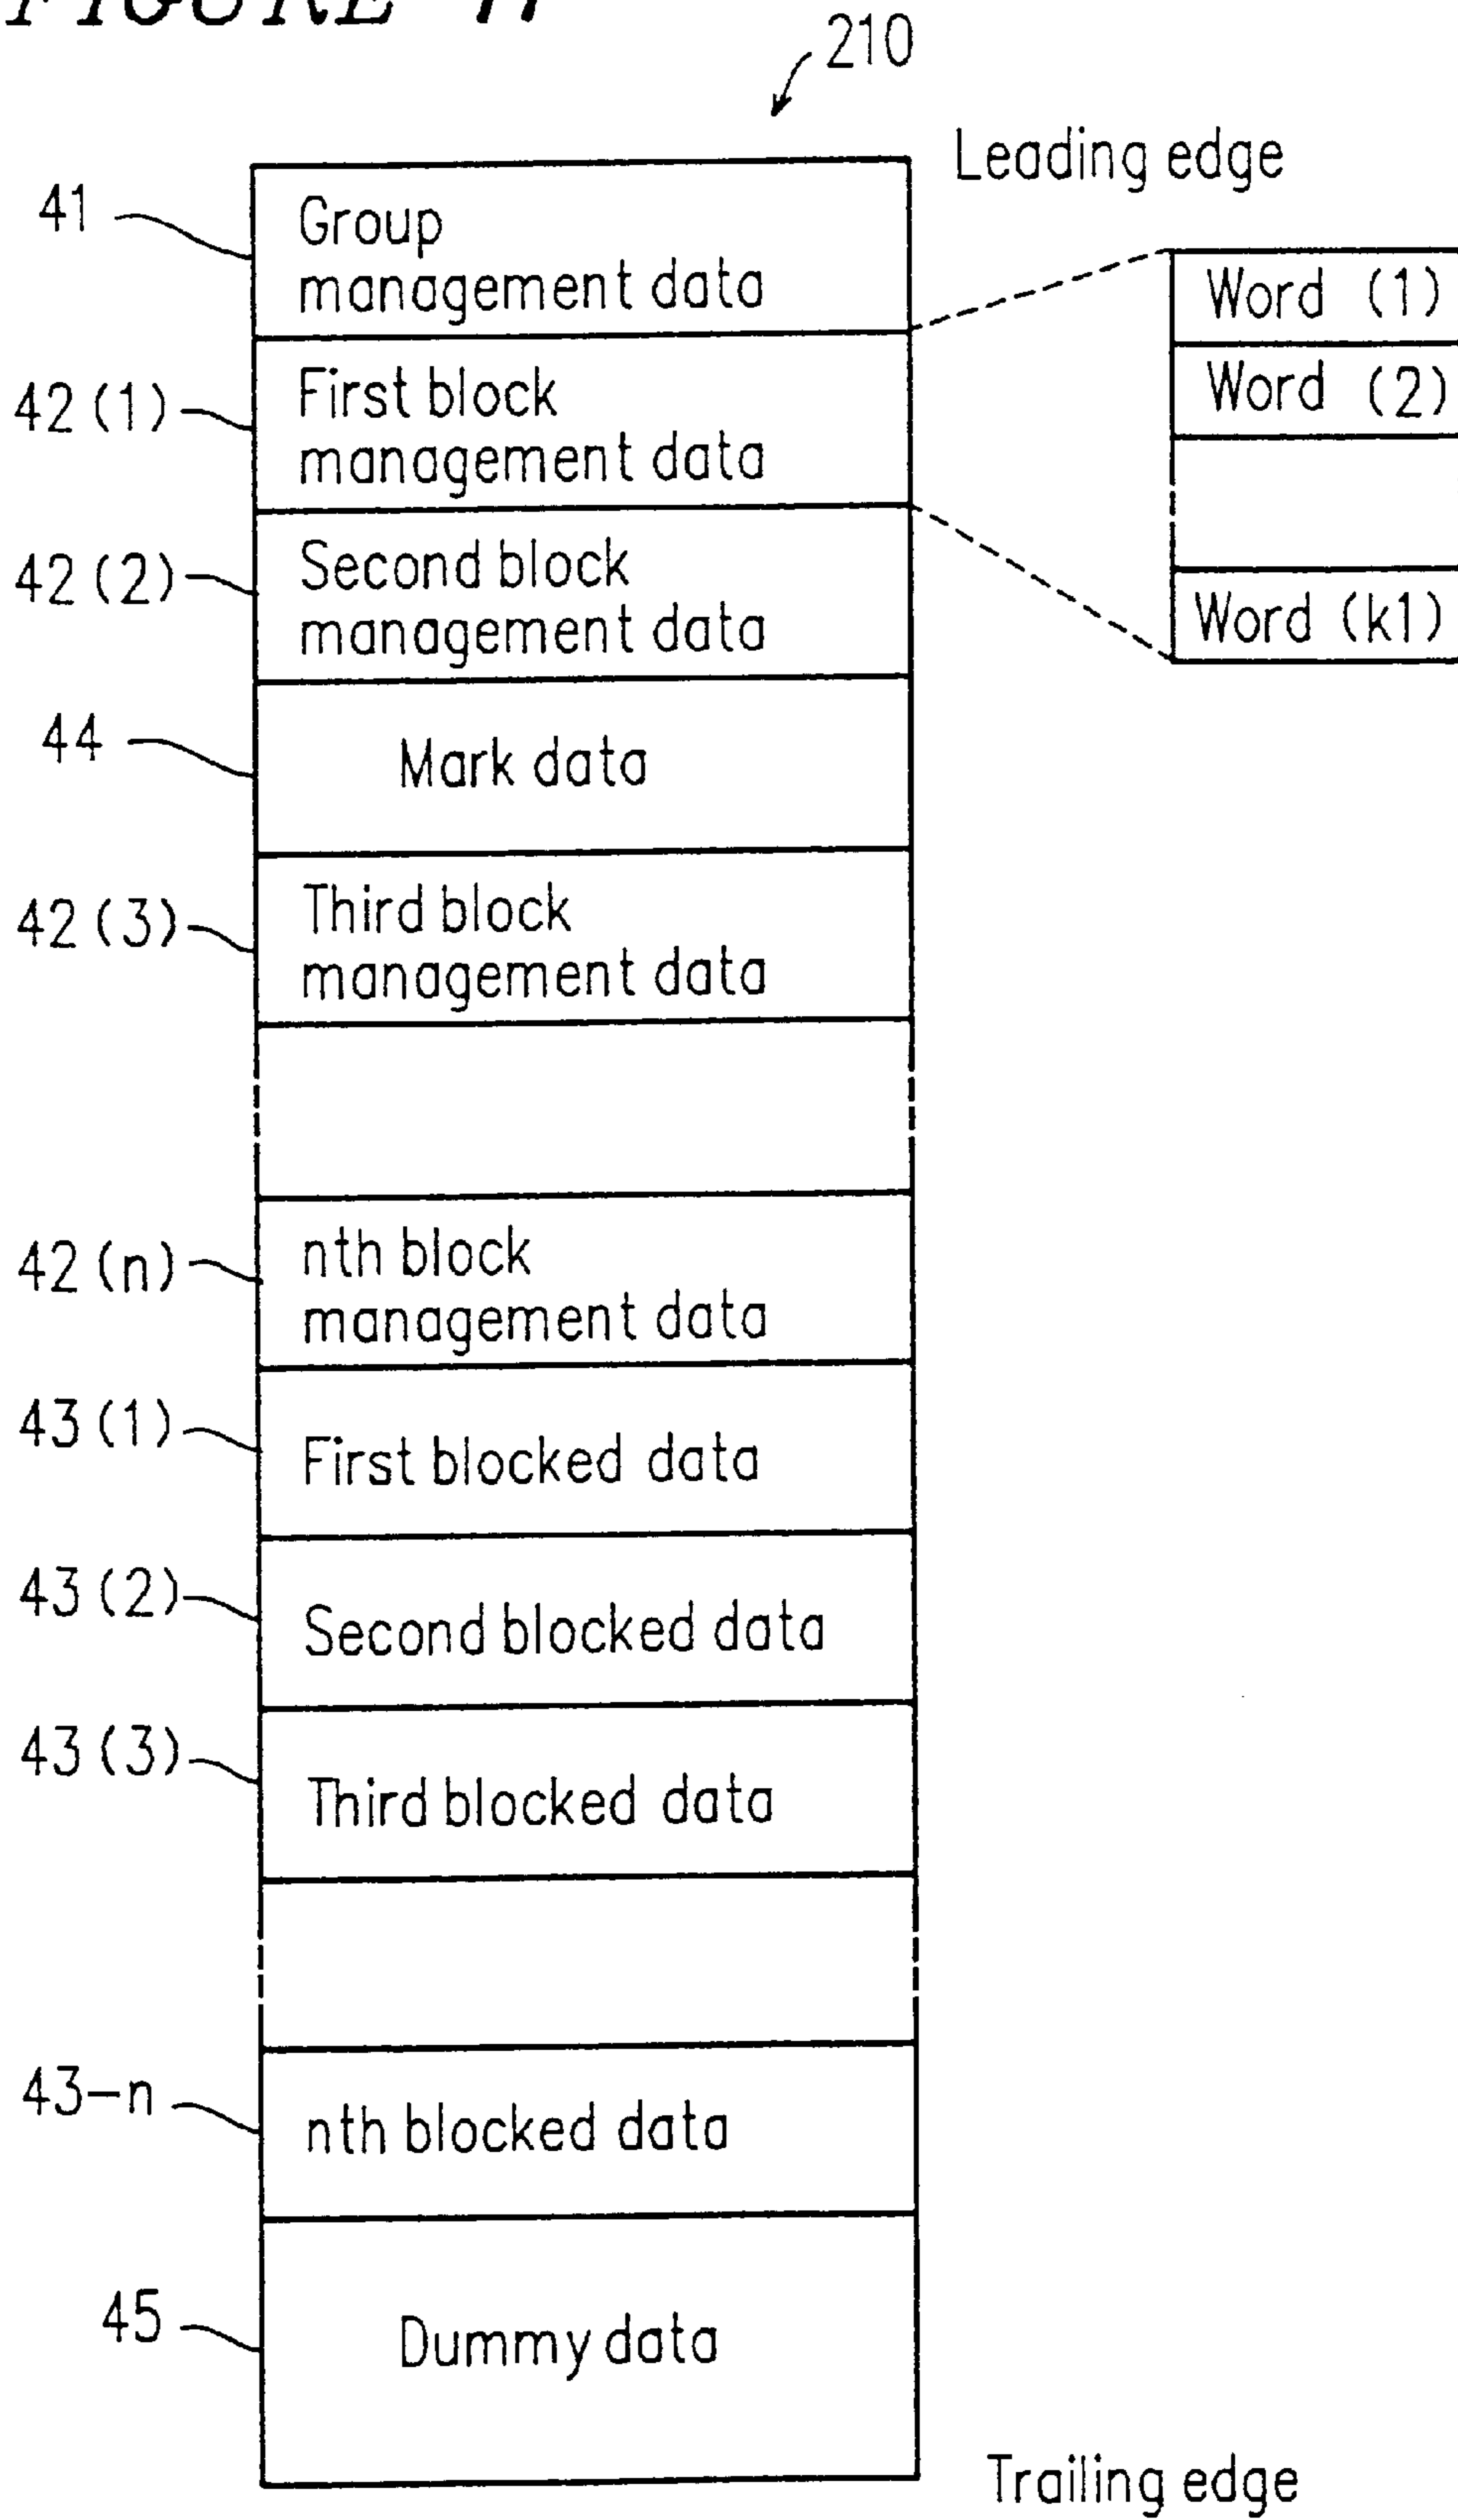 FIGURE
210
Leading edge
41
Group
management data
Word (1)
Word (2)
Word (k1)
42(1)
First block
management data
42(2)
Second block
management data
44
Mark data
42(3)
Third block
management data
42(n)
nth block
management data
43(1)
First blocked data
43(2)
Second blocked data
43(3)
Third blocked data
43-n
nth blocked data
45
Dummy data
Trailing edge